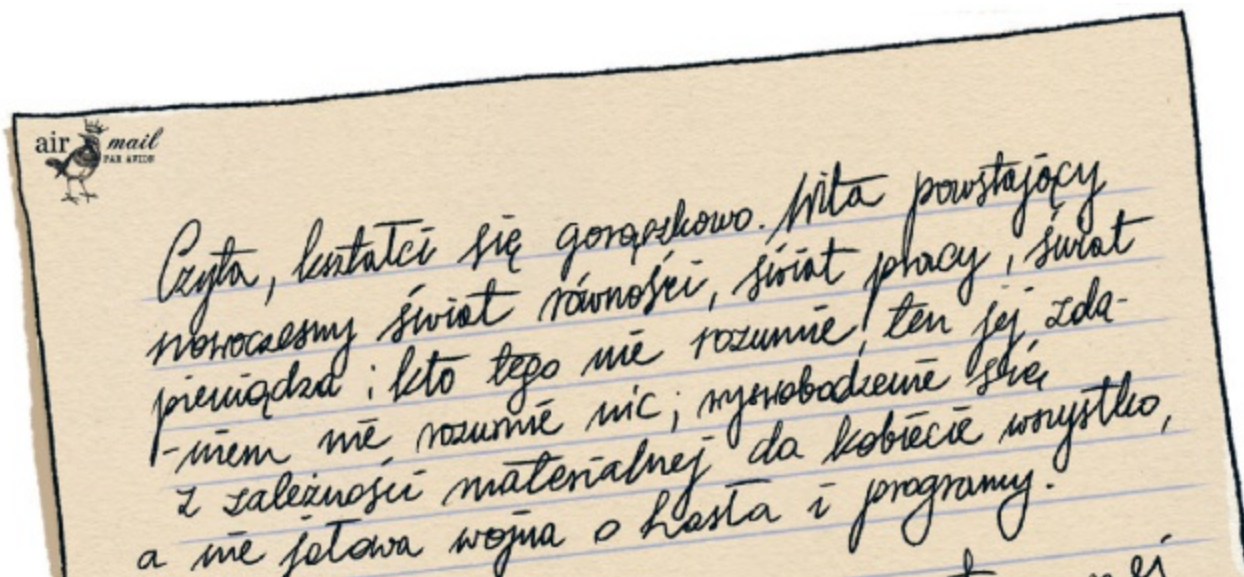 air mail
PAR AVION
Czyta, kształci się gorączkowo. Wita powstający
nowoczesny świat równości, świat pracy, świat
pieniądza; kto tego nie rozumie, ten jej zda-
-niem nie rozumie nic; wyswobodzenie się
z zależności materialnej da kobiecie wszystko,
a nie jałowa wojna o hasła i programy.